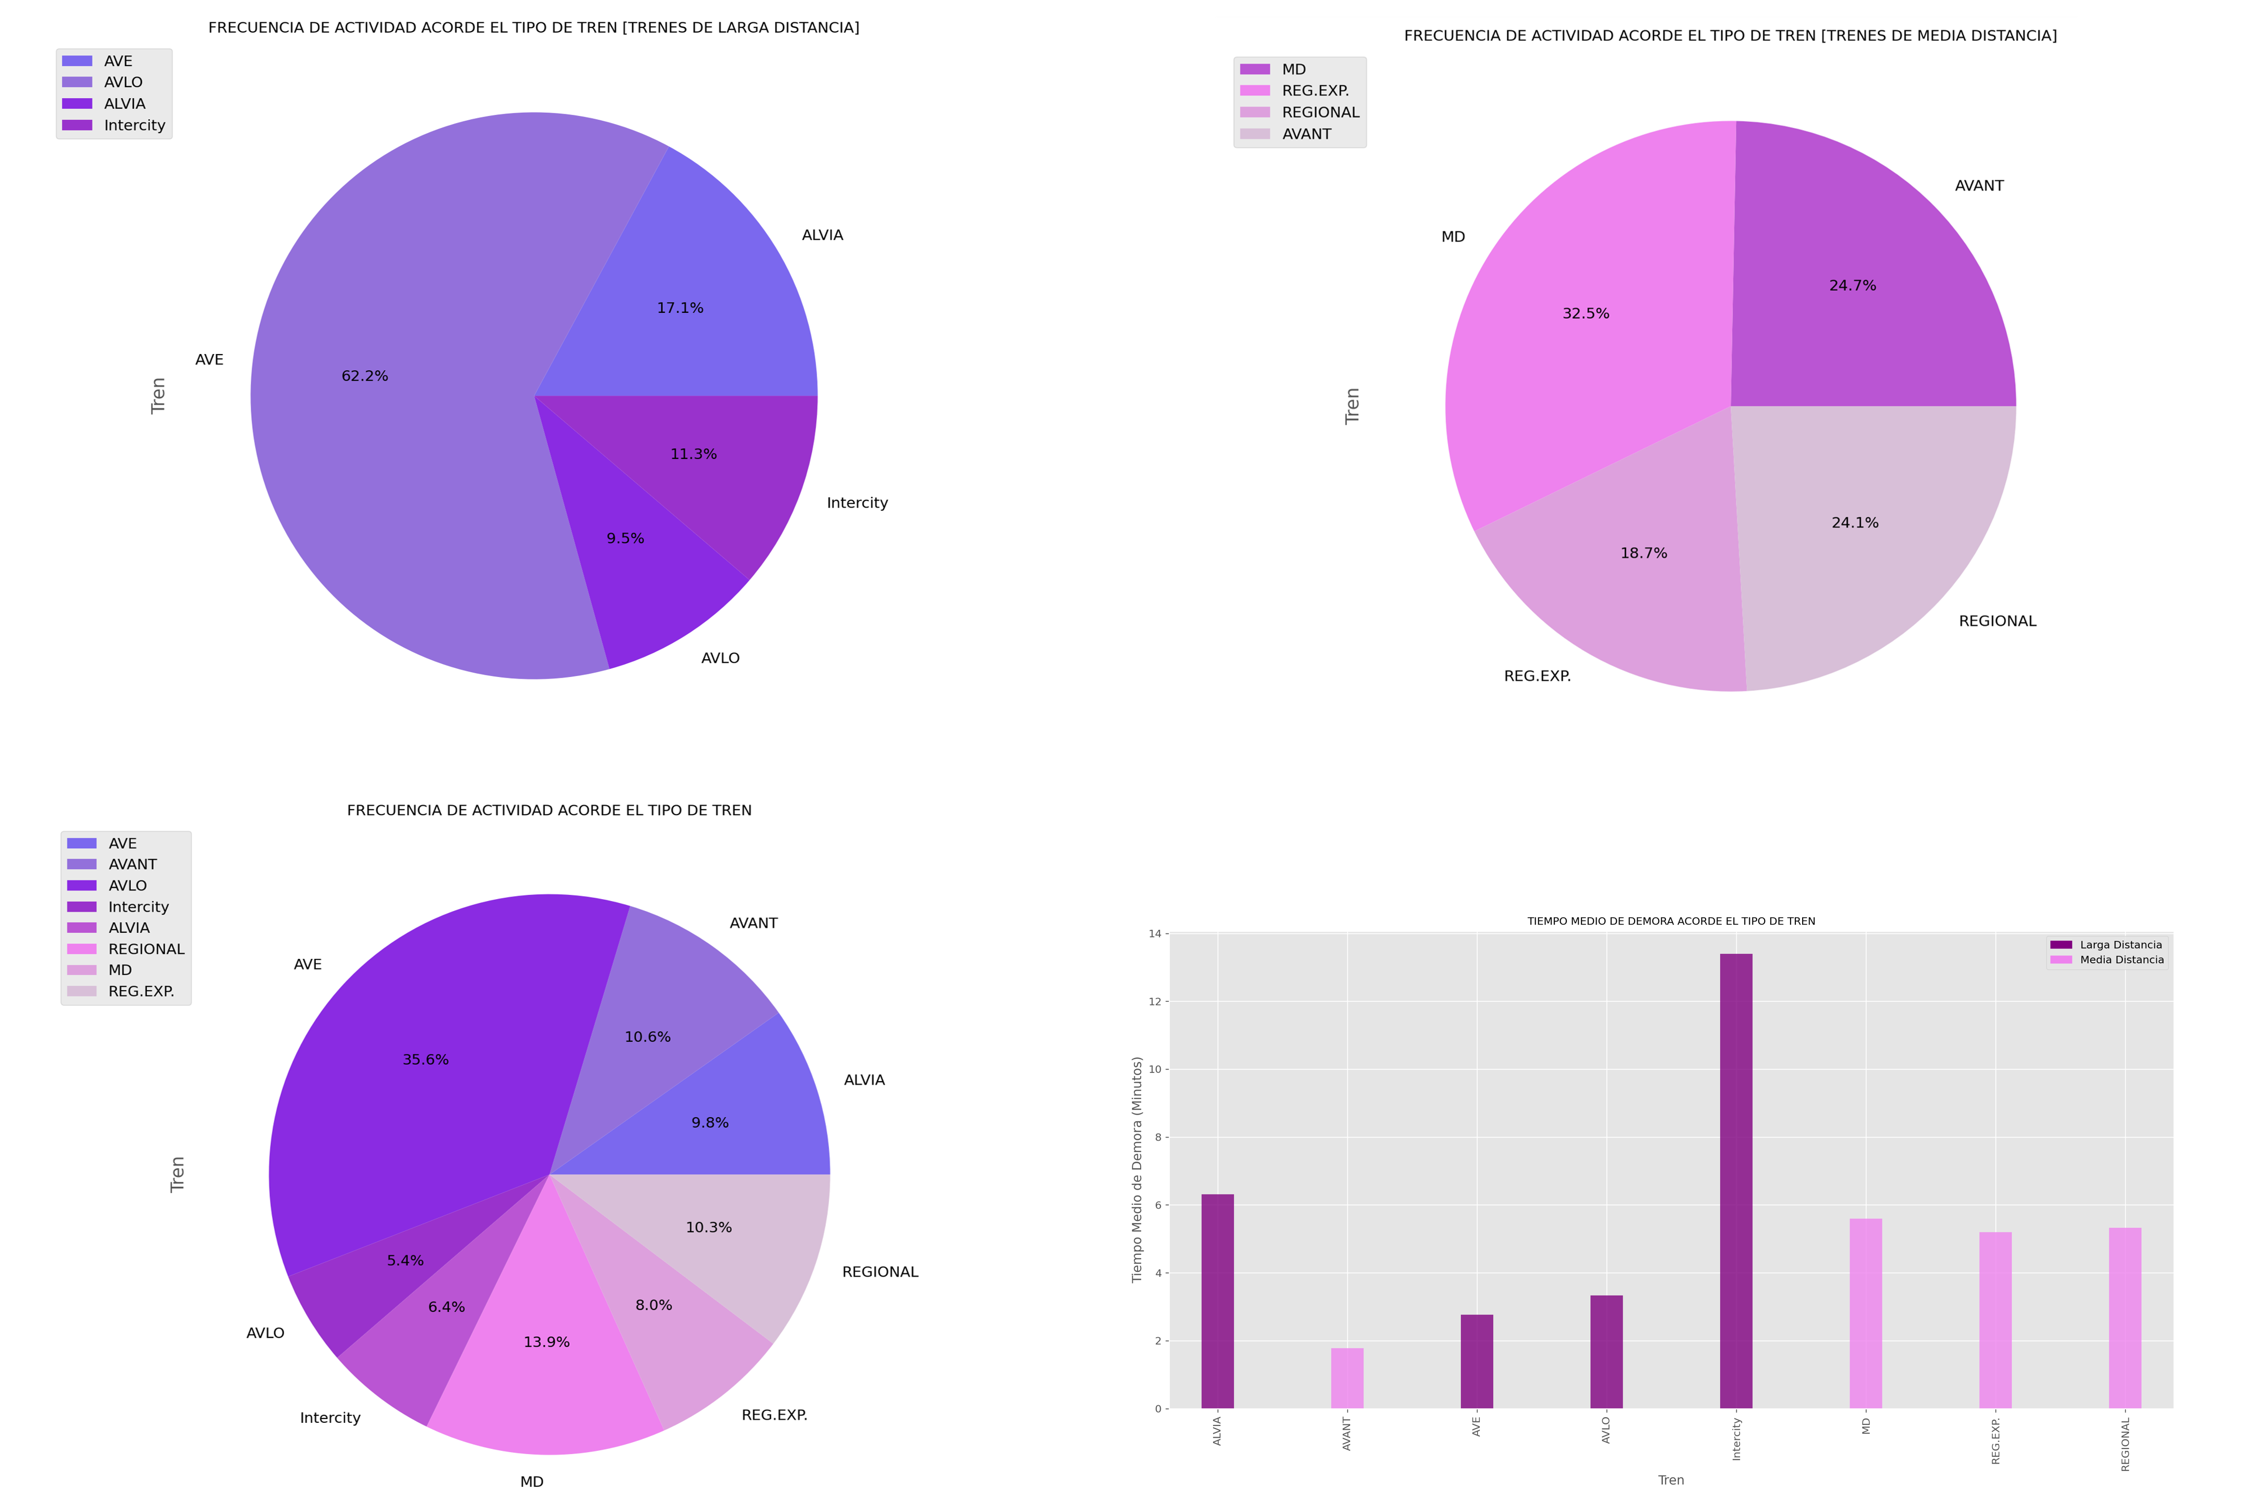 FRECUENCIA DE ACTIVIDAD ACORDE EL TIPO DE TREN [TRENES DE LARGA DISTANCIA]
AVE
AVLO
ALVIA
Intercity
ALVIA
17.1%
AVE
62.2%
Tren
11.3%
Intercity
9.5%
AVLO
FRECUENCIA DE ACTIVIDAD ACORDE EL TIPO DE TREN [TRENES DE MEDIA DISTANCIA]
MD
REG.EXP.
REGIONAL
AVANT
AVANT
MD
24.7%
32.5%
Tren
24.1%
18.7%
REGIONAL
REG.EXP.
FRECUENCIA DE ACTIVIDAD ACORDE EL TIPO DE TREN
AVE
AVANT
AVLO
Intercity
ALVIA
REGIONAL
MD
REG.EXP.
AVANT
AVE
10.6%
35.6%
ALVIA
9.8%
Tren
10.3%
5.4%
REGIONAL
6.4%
8.0%
AVLO
13.9%
Intercity
REG.EXP.
MD
TIEMPO MEDIO DE DEMORA ACORDE EL TIPO DE TREN
Larga Distancia
Media Distancia
Tiempo Medio de Demora (Minutos)
14
12
10
8
6
4
2
0
ALVIA
AVANT
AVE
AVLO
Intercity
MD
REG.EXP.
REGIONAL
Tren